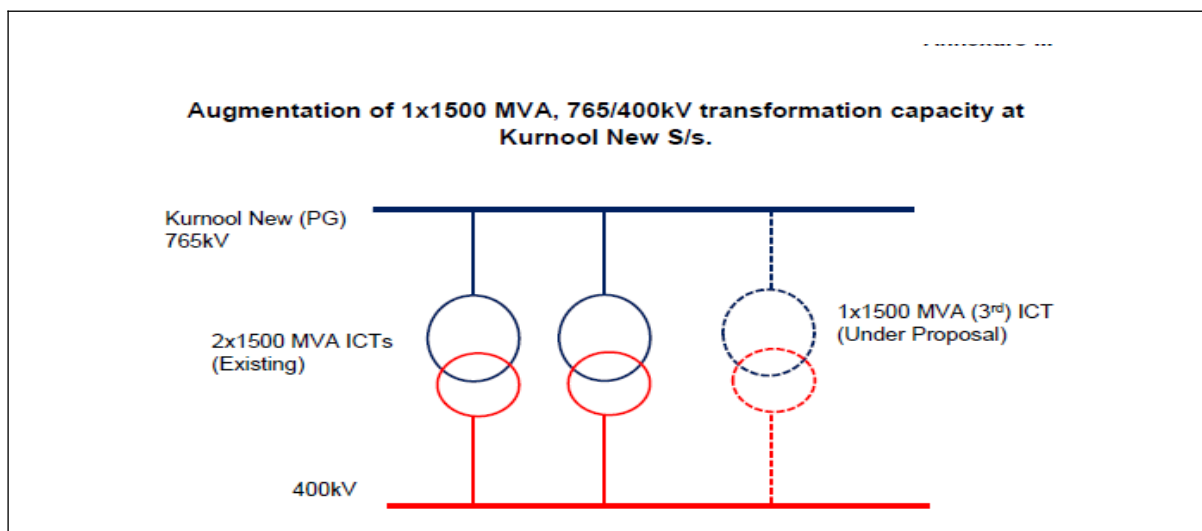 Augmentation of 1x1500 MVA, 765/400kV transformation capacity at
Kurnool New S/s.
Kurnool New (PG)
765kV
2x1500 MVA ICTs
(Existing)
1x1500 MVA (3rd) ICT
(Under Proposal)
400kV